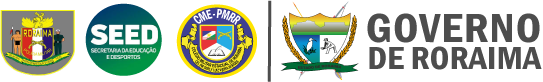 RORAIMA
SEED
SECRETARIA DA EDUCAÇÃO
E DESPORTOS
CME - PMRR
GOVERNO
DE RORAIMA